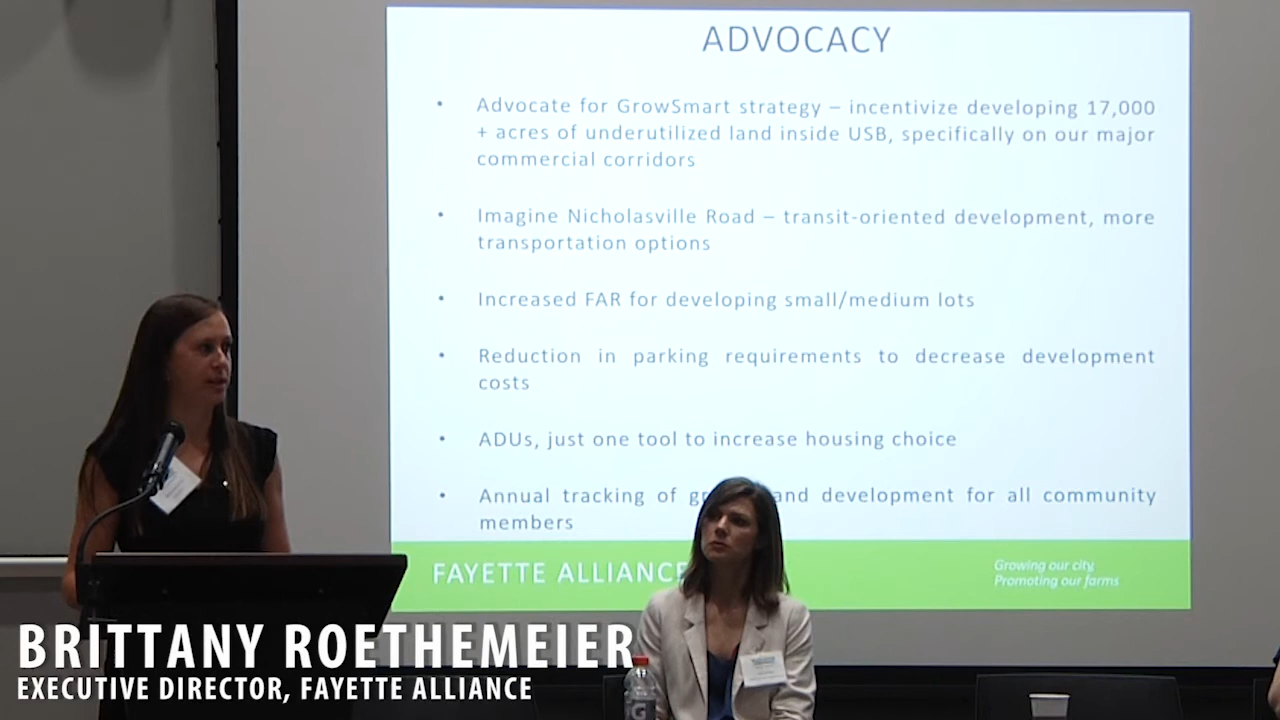 ADVOCACY
• Advocate for GrowSmart strategy – incentivize developing 17,000
+ acres of underutilized land inside USB, specifically on our major
commercial corridors
• Imagine Nicholasville Road – transit-oriented development, more
transportation options
• Increased FAR for developing small/medium lots
• Reduction in parking requirements to decrease development
costs
• ADUs, just one tool to increase housing choice
• Annual tracking of and development for all community
members
FAYETTE ALLIANCE
Growing our city,
Promoting our farms
BRITTANY ROETHEMEIER
EXECUTIVE DIRECTOR, FAYETTE ALLIANCE
G